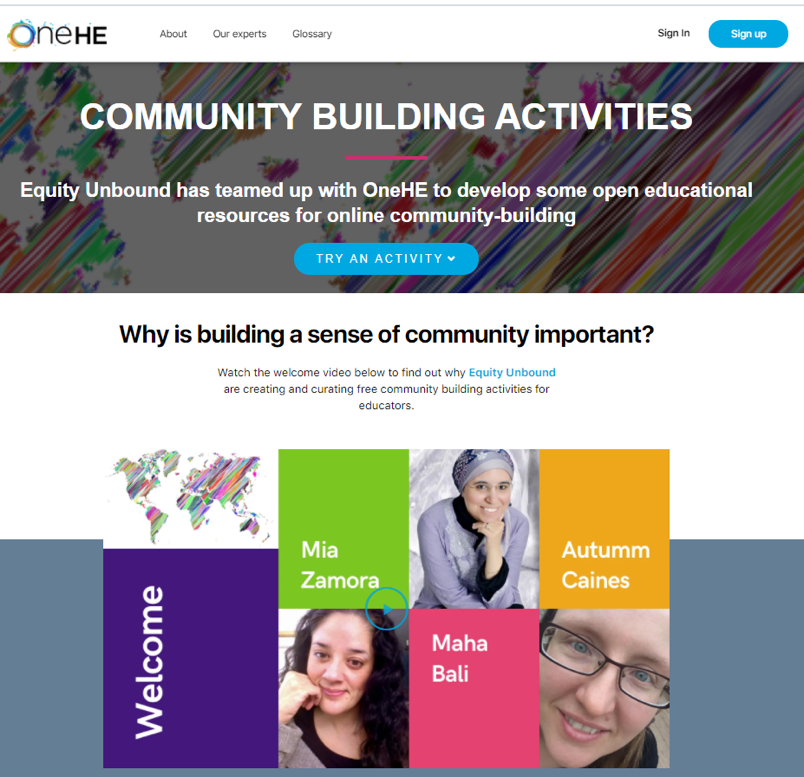 OneHE
About
Our experts
Glossary
Sign In
Sign up
COMMUNITY BUILDING ACTIVITIES
Equity Unbound has teamed up with OneHE to develop some open educational
resources for online community-building
TRY AN ACTIVITY
Why is building a sense of community important?
Watch the welcome video below to find out why Equity Unbound
are creating and curating free community building activities for
educators.
Welcome
Mia
Zamora
Autumm
Caines
Maha
Bali